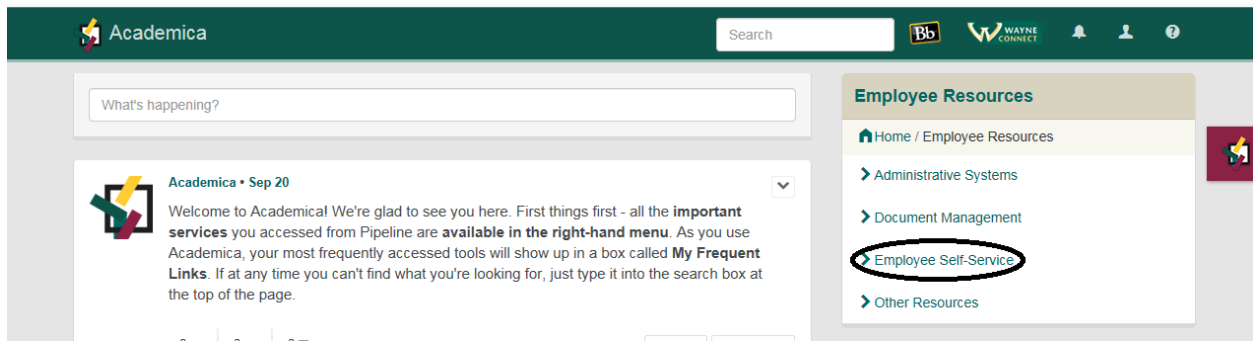 Academica
Search
Bb
WAYNE
CONNECT
What's happening?
Academica • Sep 20
Welcome to Academica! We're glad to see you here. First things first - all the important
services you accessed from Pipeline are available in the right-hand menu. As you use
Academica, your most frequently accessed tools will show up in a box called My Frequent
Links. If at any time you can't find what you're looking for, just type it into the search box at
the top of the page.
Employee Resources
Home / Employee Resources
Administrative Systems
Document Management
Employee Self-Service
Other Resources